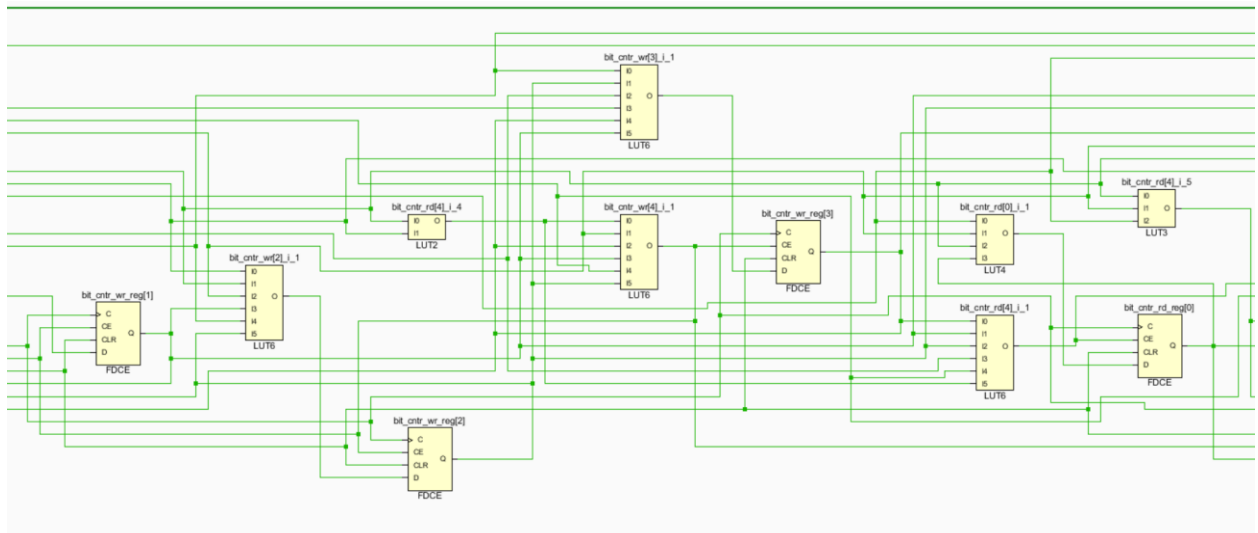 bit_cntr_wr[3]_i_1
I0
I1
I2
I3
I4
I5
O
LUT6
bit_cntr_rd[4]_i_4
I0
I1
O
LUT2
bit_cntr_wr[4]_i_1
I0
I1
I2
I3
I4
I5
O
LUT6
bit_cntr_wr_reg[3]
C
CE
CLR
D
Q
FDCE
bit_cntr_rd[0]_i_1
I0
I1
I2
I3
O
LUT4
bit_cntr_rd[4]_i_5
I0
I1
I2
O
LUT3
bit_cntr_wr[2]_i_1
I0
I1
I2
I3
I4
I5
O
LUT6
bit_cntr_wr_reg[1]
C
CE
CLR
D
Q
FDCE
bit_cntr_rd[4]_i_1
I0
I1
I2
I3
I4
I5
O
LUT6
bit_cntr_rd_reg[0]
C
CE
CLR
D
Q
FDCE
bit_cntr_wr_reg[2]
C
CE
CLR
D
Q
FDCE